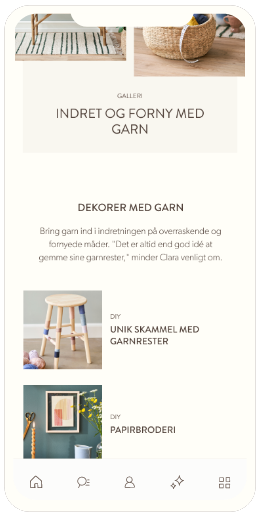 GALLERI
INDRET OG FORNY MED
GARN
DEKORER MED GARN
Bring garn ind i indretningen på overraskende og
fornyede måder. "Det er altid end god idé at
gemme sine garnrester," minder Clara venligt om.
DIY
UNIK SKAMMEL MED
GARNRESTER
DIY
PAPIRBRODERI